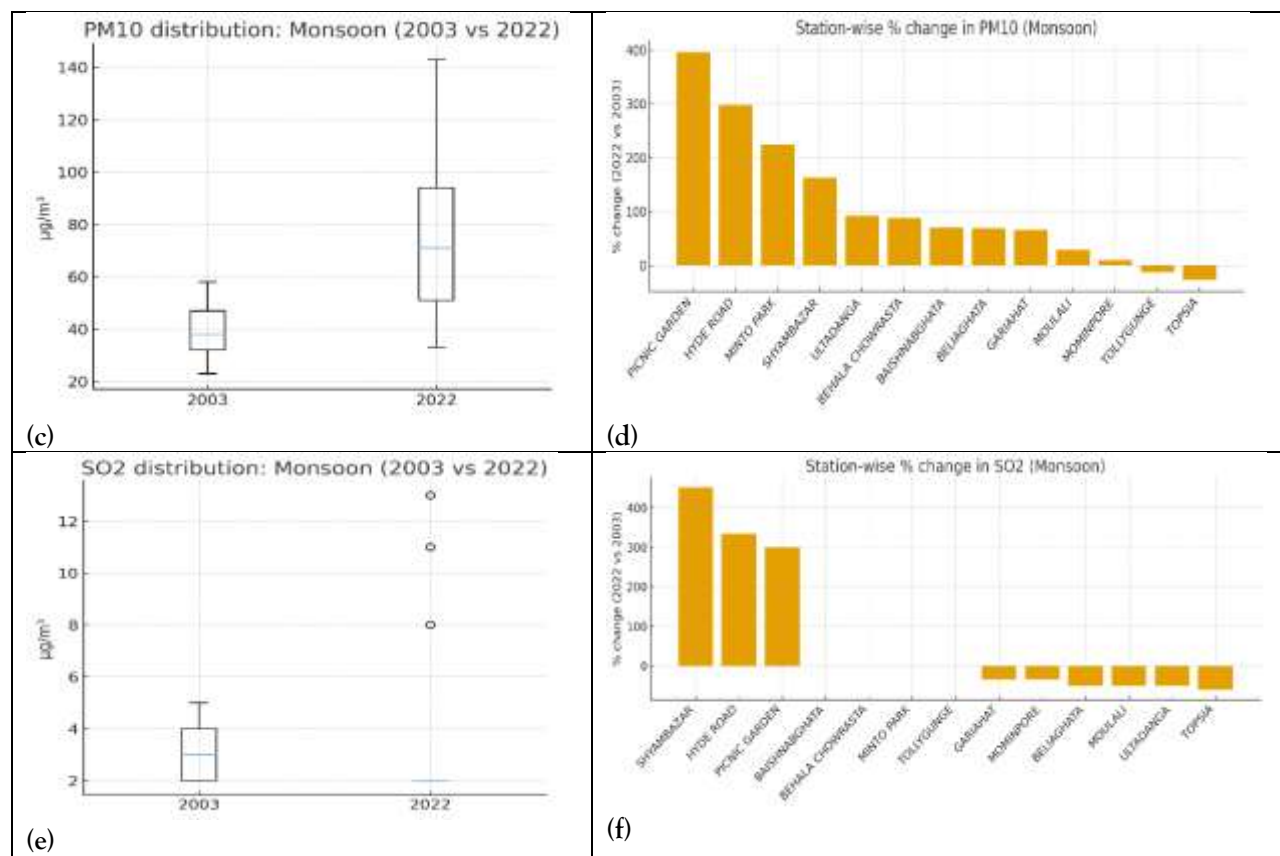 PM10 distribution: Monsoon (2003 vs 2022)
µg/m³
140
120
100
80
60
40
20
2003 2022
(c)
Station-wise % change in PM10 (Monsoon)
% change (2022 vs 2003)
400
300
200
100
0
PICNIC GARDEN
HYDE ROAD
MINTO PARK
SHYAMBAZAR
ULTADANGA
BEHALA CHOWRASTA
BAISHNABGHATA
BELIAGHATA
GARIAHAT
MOULALI
MOMINPORE
TOLLYGUNGE
TOPSIA
(d)
SO2 distribution: Monsoon (2003 vs 2022)
µg/m³
12
10
8
6
4
2
2003 2022
(e)
Station-wise % change in SO2 (Monsoon)
% change (2022 vs 2003)
400
300
200
100
0
SHYAMBAZAR
HYDE ROAD
PICNIC GARDEN
BAISHNABGHATA
BEHALA CHOWRASTA
MINTO PARK
TOLLYGUNGE
GARIAHAT
MOMINPORE
BELIAGHATA
MOULALI
ULTADANGA
TOPSIA
(f)